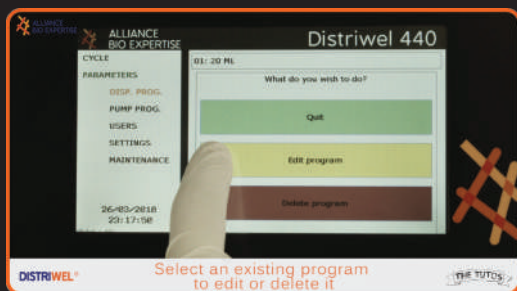 ALLIANCE
BIO EXPERTISE
ALLIANCE
BIO EXPERTISE
Distriwel 440
CYCLE
PARAMETERS
DISP. PROG.
PUMP PROG.
USERS
SETTINGS
MAINTENANCE
26/03/2018
23:17:50
01: 20 ML
What do you wish to do?
Quit
Edit program
Delete program
DISTRIWEL®
Select an existing program
to edit or delete it
THE TUTOS